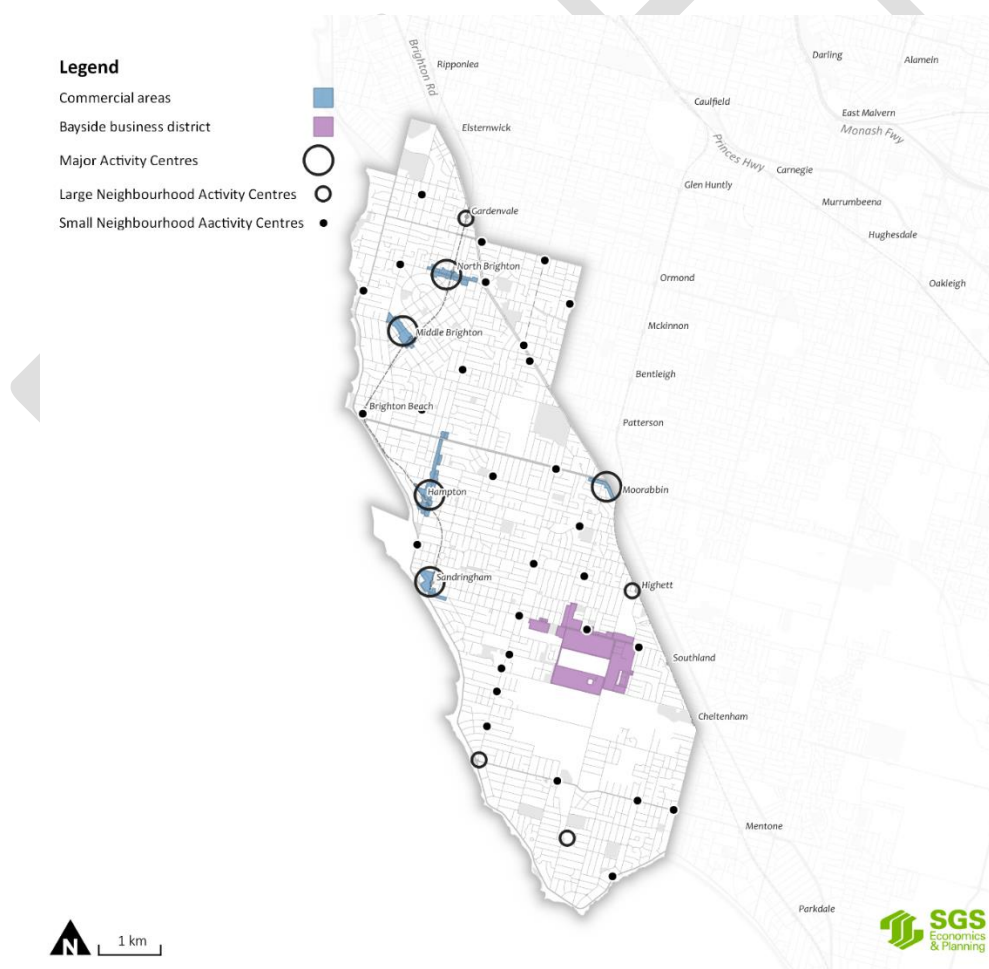 Legend
Commercial areas
Bayside business district
Major Activity Centres
Large Neighbourhood Activity Centres
Small Neighbourhood Aactivity Centres
Brighton Rd
Ripponlea
Darling
Alamein
Caulfield
East Malvern
Monash Fwy
Elsternwick
Princes Hwy
Carnegie
Glen Huntly
Murrumbeena
Gardenvale
Hughesdale
North Brighton
Ormond
Oakleigh
Mckinnon
Middle Brighton
Bentleigh
Brighton Beach
Patterson
Hampton
Moorabbin
Sandringham
Highett
Southland
Cheltenham
Mentone
Parkdale
N
1 km
SGS
Economics
& Planning